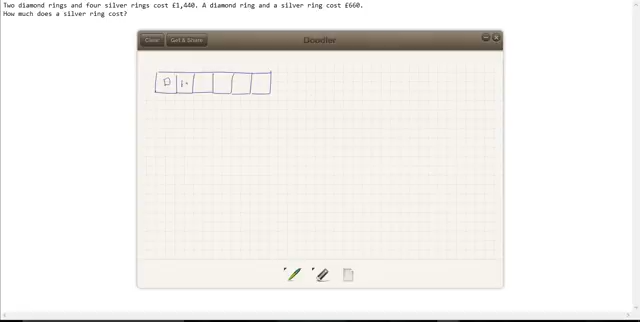 Two diamond rings and four silver rings cost £1,440. A diamond ring and a silver ring cost £660.
How much does a silver ring cost?
Clear
Get & Share
Doodler
D